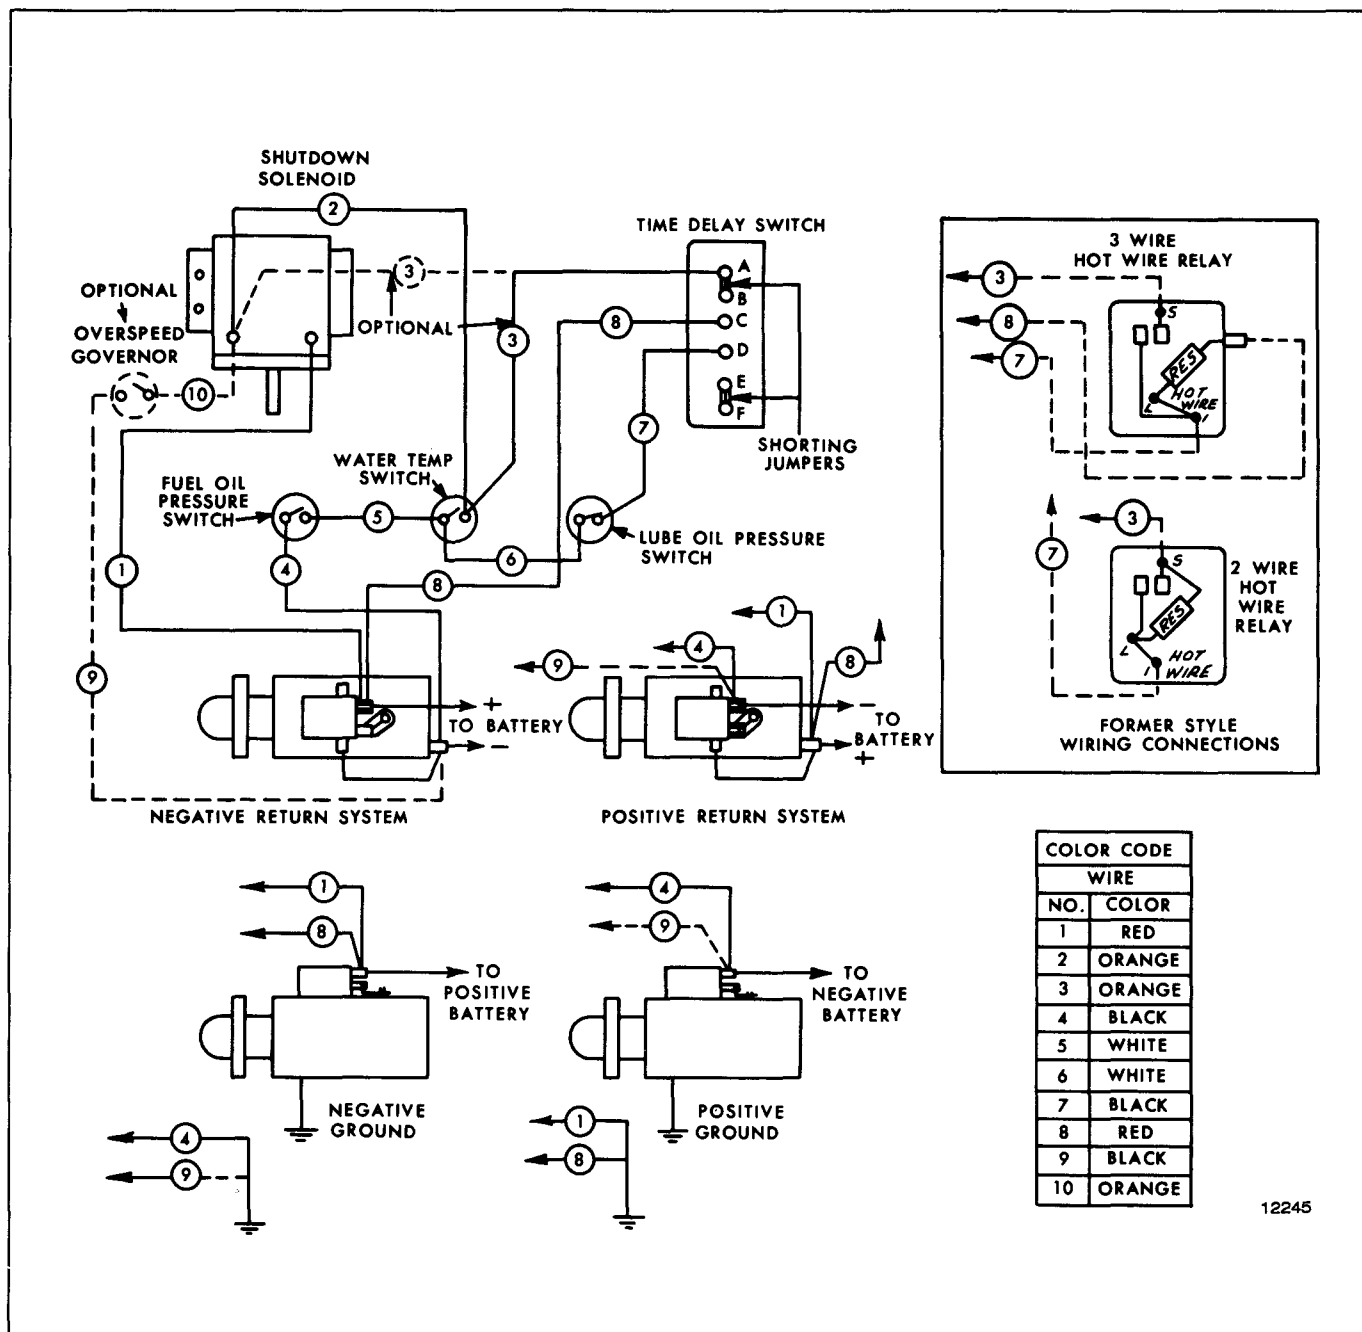 SHUTDOWN
SOLENOID
2
TIME DELAY SWITCH
3
A
B
C
D
E
F
OPTIONAL
OVERSPEED
GOVERNOR
OPTIONAL
3
8
10
7
SHORTING
JUMPERS
WATER TEMP
SWITCH
FUEL OIL
PRESSURE
SWITCH
5
LUBE OIL PRESSURE
SWITCH
6
1
4
8
9
+
TO BATTERY
−
NEGATIVE RETURN SYSTEM
1
4
8
9
−
TO
BATTERY
+
POSITIVE RETURN SYSTEM
3 WIRE
HOT WIRE RELAY
3
8
7
S
RES
HOT
WIRE
L
I
3
7
S
2 WIRE
HOT
WIRE
RELAY
RES
L
I
HOT
WIRE
FORMER STYLE
WIRING CONNECTIONS
1
8
TO
POSITIVE
BATTERY
NEGATIVE
GROUND
4
9
4
9
TO
NEGATIVE
BATTERY
POSITIVE
GROUND
1
8
COLOR CODE
WIRE
NO. COLOR
1 RED
2 ORANGE
3 ORANGE
4 BLACK
5 WHITE
6 WHITE
7 BLACK
8 RED
9 BLACK
10 ORANGE
12245